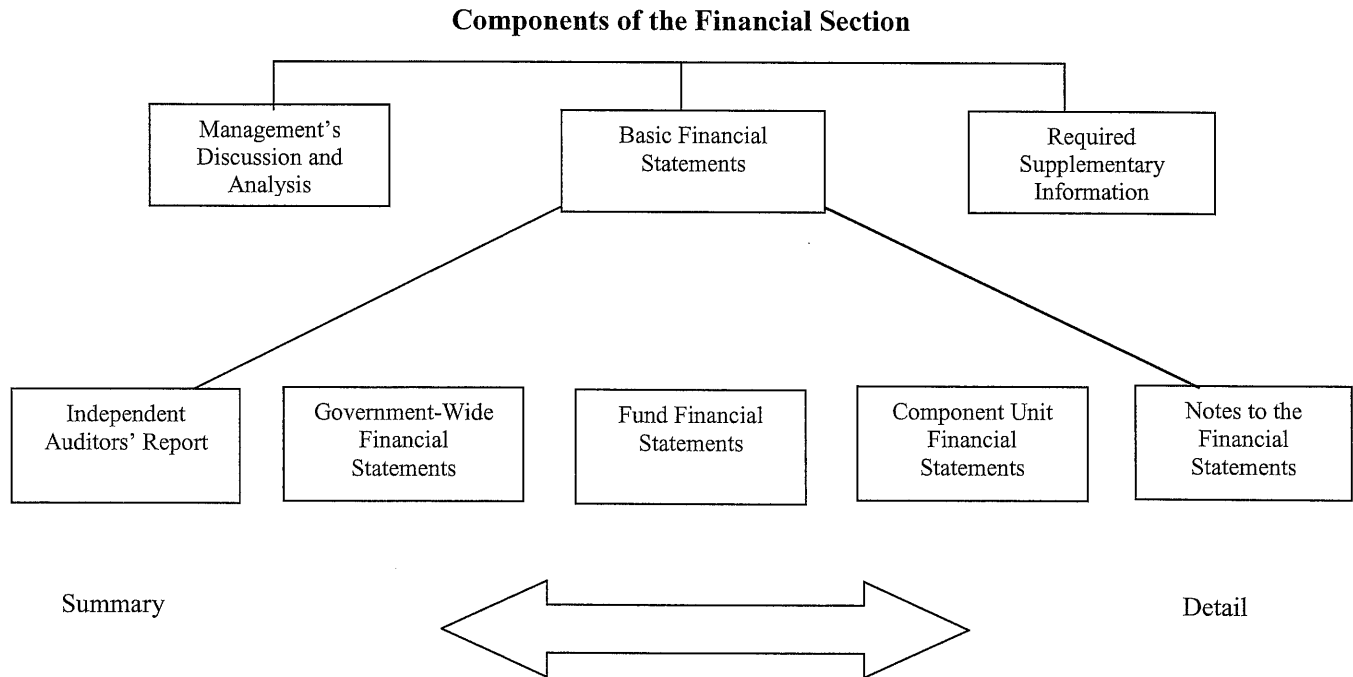 Components of the Financial Section
Management’s
Discussion and
Analysis
Basic Financial
Statements
Required
Supplementary
Information
Independent
Auditors’ Report
Government-Wide
Financial
Statements
Fund Financial
Statements
Component Unit
Financial
Statements
Notes to the
Financial
Statements
Summary
Detail